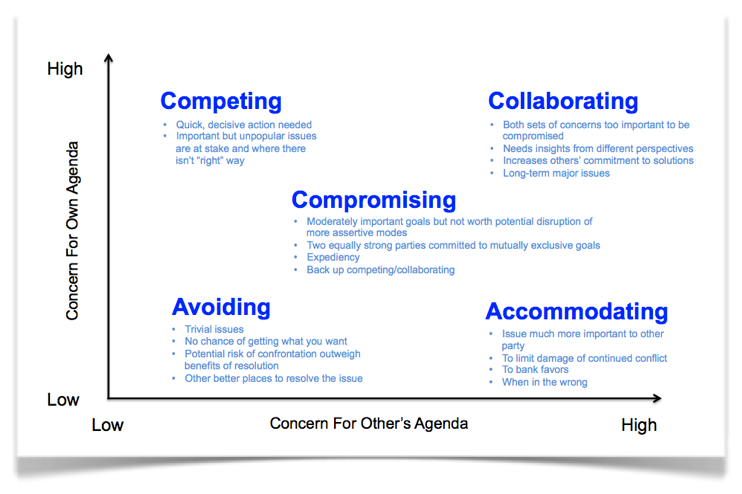 High
Competing
• Quick, decisive action needed
• Important but unpopular issues
are at stake and where there
isn't “right” way
Collaborating
• Both sets of concerns too important to be
compromised
• Needs insights from different perspectives
• Increases others' commitment to solutions
• Long-term major issues
Concern For Own Agenda
Compromising
• Moderately important goals but not worth potential disruption of
more assertive modes
• Two equally strong parties committed to mutually exclusive goals
• Expediency
• Back up competing/collaborating
Avoiding
• Trivial issues
• No chance of getting what you want
• Potential risk of confrontation outweigh
benefits of resolution
• Other better places to resolve the issue
Accommodating
• Issue much more important to other
party
• To limit damage of continued conflict
• To bank favors
• When in the wrong
Low
Low
Concern For Other's Agenda
High